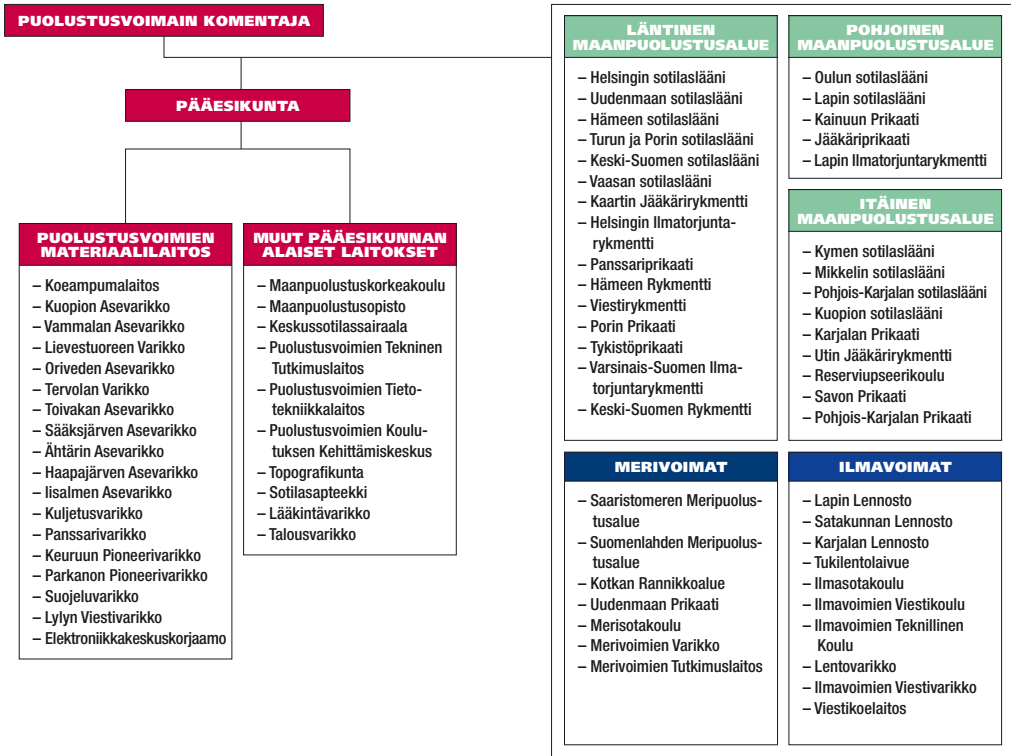 PUOLUSTUSVOIMAIN KOMENTAJA
PÄÄESIKUNTA
PUOLUSTUSVOIMIEN
MATERIAALILAITOS
– Koeampumalaitos
– Kuopion Asevarikko
– Vammalan Asevarikko
– Lievestuoreen Varikko
– Oriveden Asevarikko
– Tervolan Varikko
– Toivakan Asevarikko
– Sääksjärven Asevarikko
– Ähtärin Asevarikko
– Haapajärven Asevarikko
– Iisalmen Asevarikko
– Kuljetusvarikko
– Panssarivarikko
– Keuruun Pioneerivarikko
– Parkanon Pioneerivarikko
– Suojeluvarikko
– Lylyn Viestivarikko
– Elektroniikkakeskuskorjaamo
MUUT PÄÄESIKUNNAN
ALAISET LAITOKSET
– Maanpuolustuskorkeakoulu
– Maanpuolustusopisto
– Keskussotilassairaala
– Puolustusvoimien Tekninen
Tutkimuslaitos
– Puolustusvoimien Tieto-
tekniikkalaitos
– Puolustusvoimien Koulu-
tuksen Kehittämiskeskus
– Topografikunta
– Sotilasapteekki
– Lääkintävarikko
– Talousvarikko
LÄNTINEN
MAANPUOLUSTUSALUE
– Helsingin sotilaslääni
– Uudenmaan sotilaslääni
– Hämeen sotilaslääni
– Turun ja Porin sotilaslääni
– Keski-Suomen sotilaslääni
– Vaasan sotilaslääni
– Kaartin Jääkärirykmentti
– Helsingin Ilmatorjunta-
rykmentti
– Panssariprikaati
– Hämeen Rykmentti
– Viestirykmentti
– Porin Prikaati
– Tykistöprikaati
– Varsinais-Suomen Ilma-
torjuntarykmentti
– Keski-Suomen Rykmentti
POHJOINEN
MAANPUOLUSTUSALUE
– Oulun sotilaslääni
– Lapin sotilaslääni
– Kainuun Prikaati
– Jääkäriprikaati
– Lapin Ilmatorjuntarykmentti
ITÄINEN
MAANPUOLUSTUSALUE
– Kymen sotilaslääni
– Mikkelin sotilaslääni
– Pohjois-Karjalan sotilaslääni
– Kuopion sotilaslääni
– Karjalan Prikaati
– Utin Jääkärirykmentti
– Reserviupseerikoulu
– Savon Prikaati
– Pohjois-Karjalan Prikaati
MERIVOIMAT
– Saaristomeren Meripuolus-
tusalue
– Suomenlahden Meripuolus-
tusalue
– Kotkan Rannikkoalue
– Uudenmaan Prikaati
– Merisotakoulu
– Merivoimien Varikko
– Merivoimien Tutkimuslaitos
ILMAVOIMAT
– Lapin Lennosto
– Satakunnan Lennosto
– Karjalan Lennosto
– Tukilentolaivue
– Ilmasotakoulu
– Ilmavoimien Viestikoulu
– Ilmavoimien Teknillinen
Koulu
– Lentovarikko
– Ilmavoimien Viestivarikko
– Viestikoelaitos